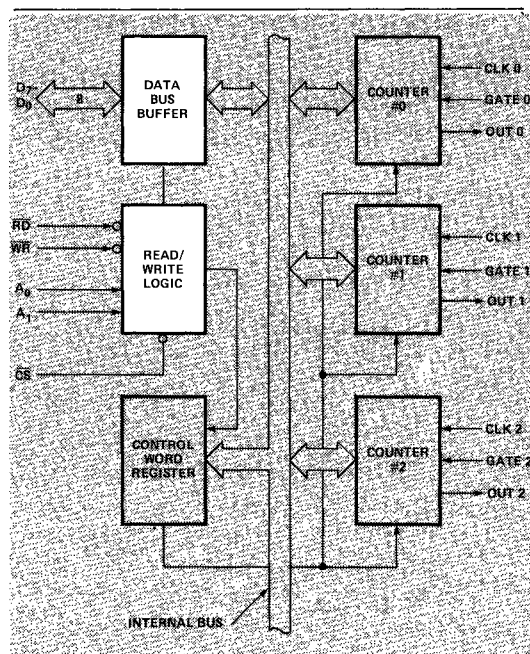 D7-
D0
8
DATA
BUS
BUFFER
COUNTER
#0
CLK 0
GATE 0
OUT 0
RD
WR
A0
A1
CS
READ/
WRITE
LOGIC
COUNTER
#1
CLK 1
GATE 1
OUT 1
CONTROL
WORD
REGISTER
COUNTER
#2
CLK 2
GATE 2
OUT 2
INTERNAL BUS